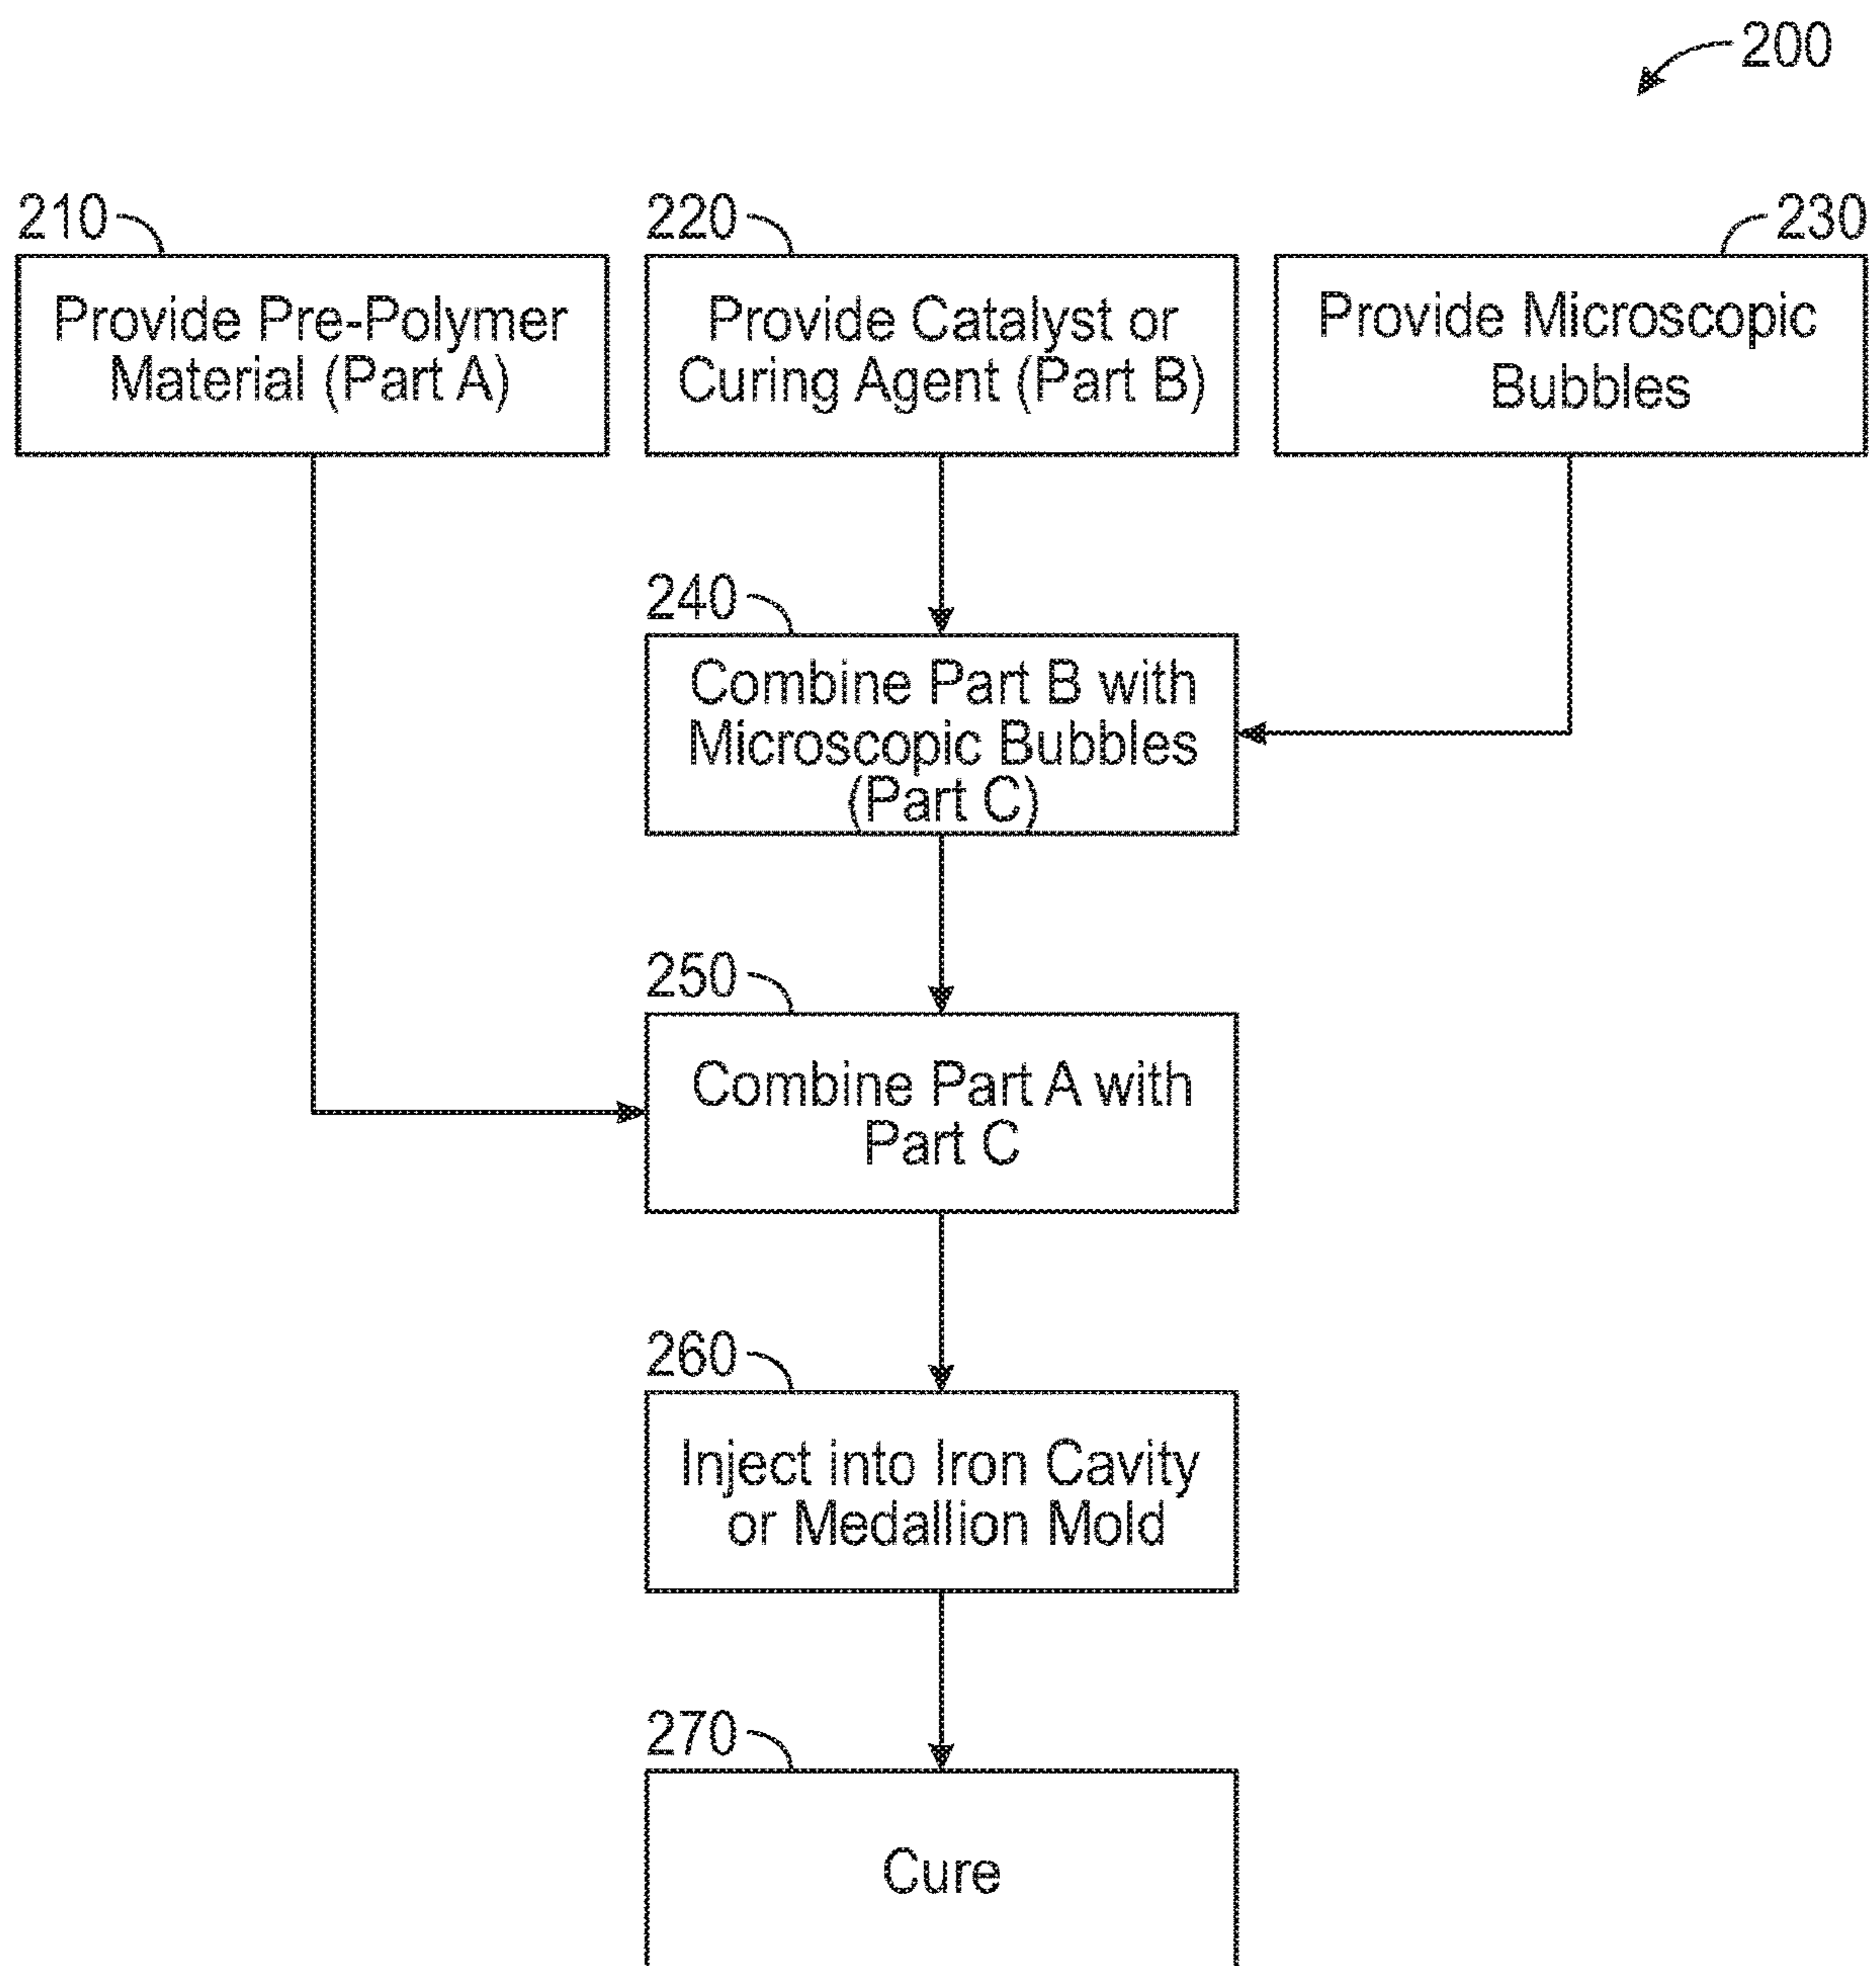 200
210
Provide Pre-Polymer
Material (Part A)
220
Provide Catalyst or
Curing Agent (Part B)
230
Provide Microscopic
Bubbles
240
Combine Part B with
Microscopic Bubbles
(Part C)
250
Combine Part A with
Part C
260
Inject into Iron Cavity
or Medallion Mold
270
Cure